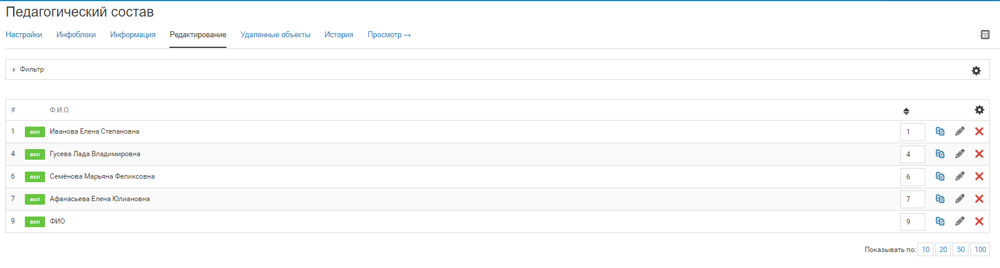 Педагогический состав
Настройки Инфоблоки Информация Редактирование Удаленные объекты История Просмотр →
Фильтр
# Ф.И.О.
1 вкл Иванова Елена Степановна 1
4 вкл Гусева Лада Владимировна 4
6 вкл Семёнова Марьяна Феликсовна 6
7 вкл Афанасьева Елена Юлиановна 7
9 вкл ФИО 9
Показывать по: 10 20 50 100